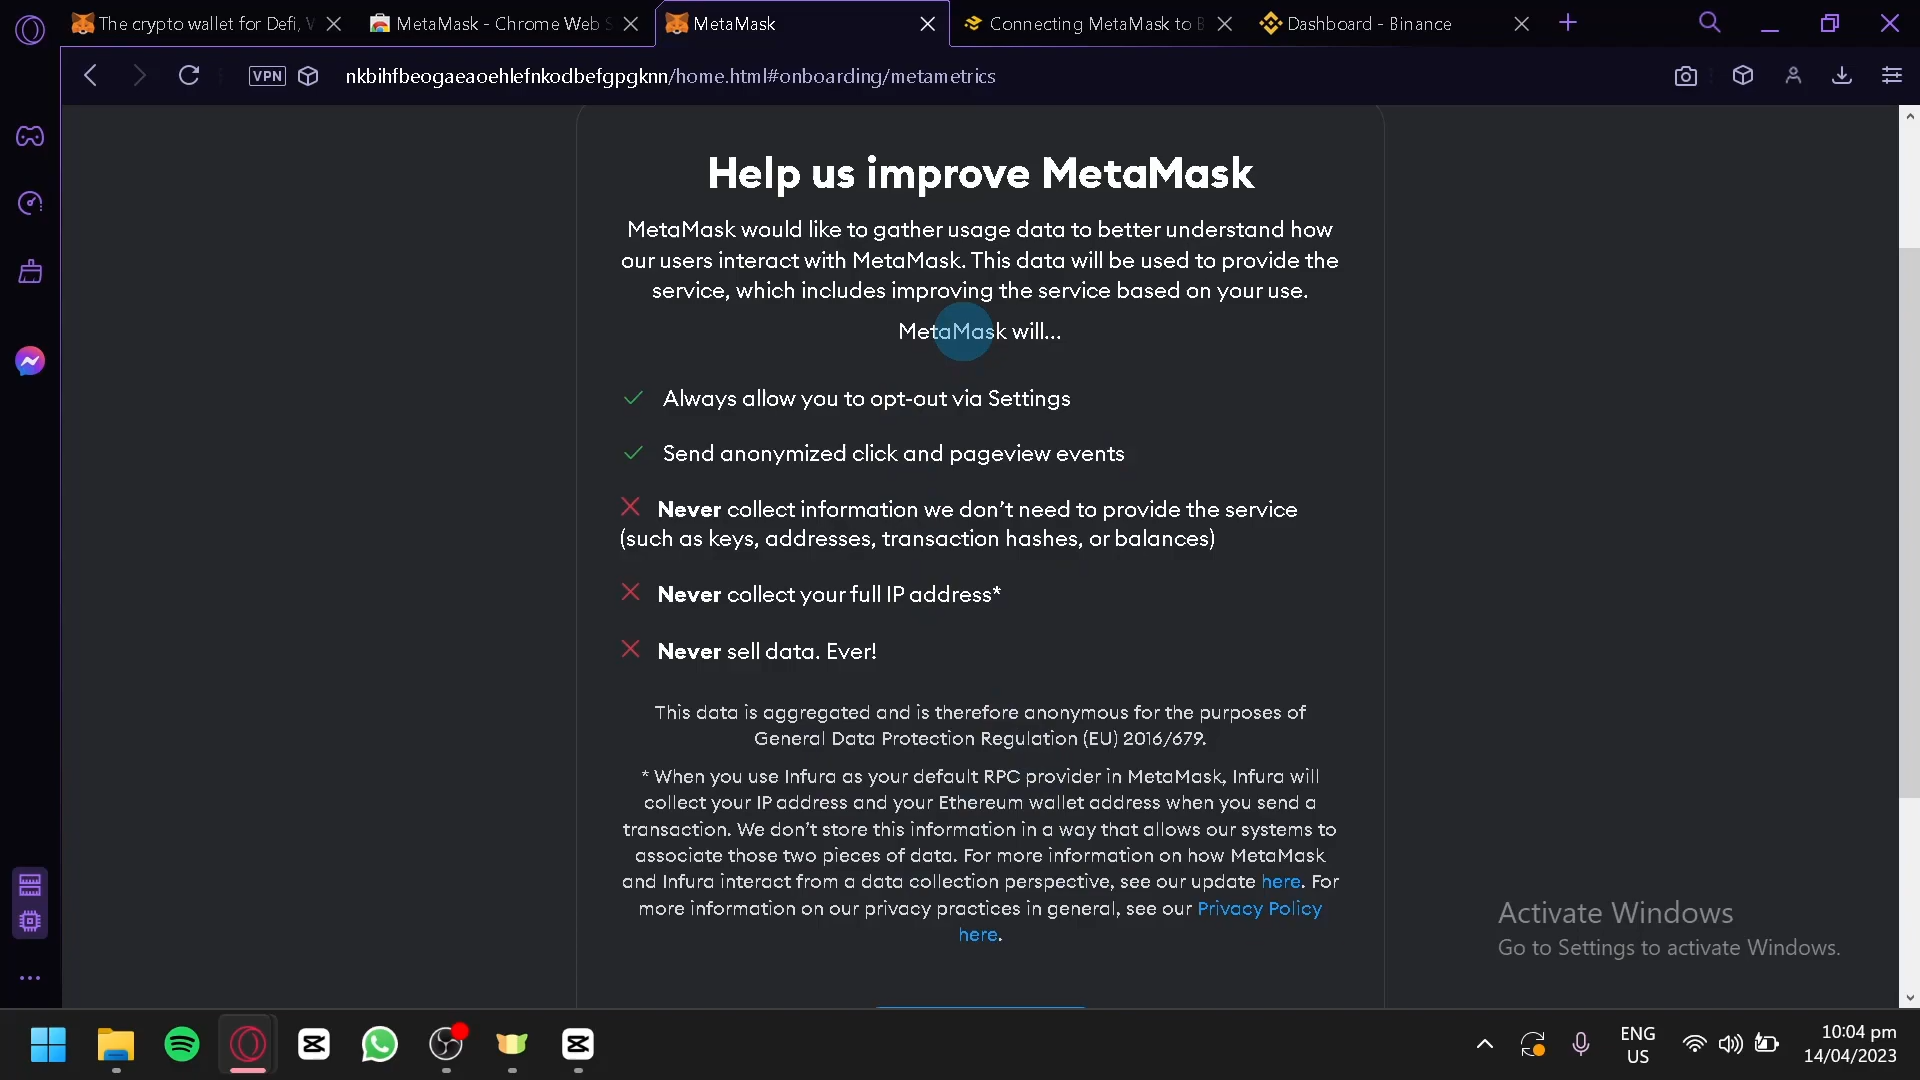 The crypto wallet for Defi,
MetaMask - Chrome Web S
MetaMask
Connecting MetaMask to B
Dashboard - Binance
VPN
nkbihfbeogaeaoehlefnkodbefgpgknn/home.html#onboarding/metametrics
Help us improve MetaMask
MetaMask would like to gather usage data to better understand how
our users interact with MetaMask. This data will be used to provide the
service, which includes improving the service based on your use.
MetaMask will...
Always allow you to opt-out via Settings
Send anonymized click and pageview events
Never collect information we don’t need to provide the service
(such as keys, addresses, transaction hashes, or balances)
Never collect your full IP address*
Never sell data. Ever!
This data is aggregated and is therefore anonymous for the purposes of
General Data Protection Regulation (EU) 2016/679.
* When you use Infura as your default RPC provider in MetaMask, Infura will
collect your IP address and your Ethereum wallet address when you send a
transaction. We don’t store this information in a way that allows our systems to
associate those two pieces of data. For more information on how MetaMask
and Infura interact from a data collection perspective, see our update here. For
more information on our privacy practices in general, see our Privacy Policy
here.
Activate Windows
Go to Settings to activate Windows.
ENG
US
10:04 pm
14/04/2023